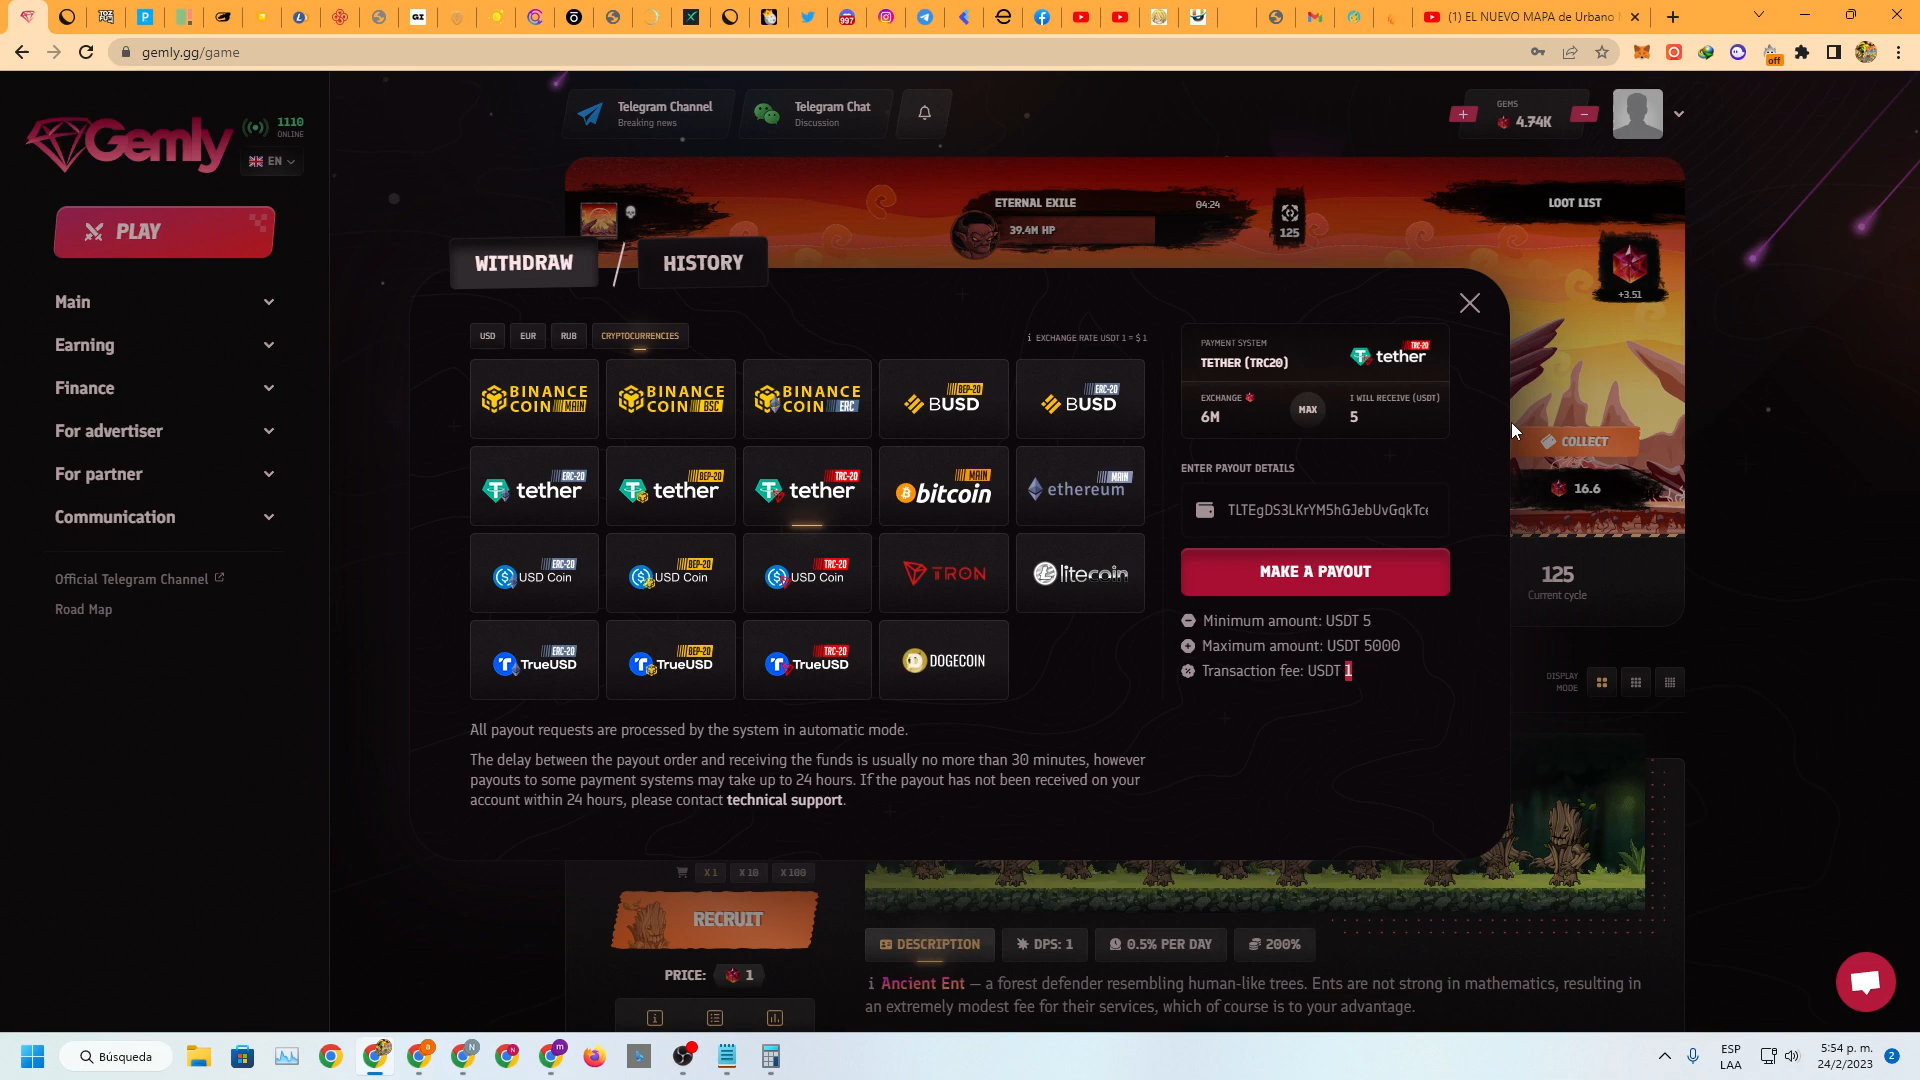 (1) EL NUEVO MAPA de Urbano
gemly.gg/game
off
997
Gemly
1110
ONLINE
EN
Telegram Channel
Breaking news
Telegram Chat
Discussion
GEMS
4.74K
PLAY
Main
Earning
Finance
For advertiser
For partner
Communication
Official Telegram Channel
Road Map
ETERNAL EXILE
04:24
39.4M HP
125
LOOT LIST
+3.51
COLLECT
16.6
125
Current cycle
DISPLAY
MODE
WITHDRAW
HISTORY
USD
EUR
RUB
CRYPTOCURRENCIES
i EXCHANGE RATE USDT 1 = $ 1
BINANCE COIN MAIN
BINANCE COIN BSC
BINANCE COIN ERC
BUSD BEP-20
BUSD ERC-20
tether ERC-20
tether BEP-20
tether TRC-20
bitcoin MAIN
ethereum MAIN
USD Coin ERC-20
USD Coin BEP-20
USD Coin TRC-20
TRON
litecoin
TrueUSD ERC-20
TrueUSD BEP-20
TrueUSD TRC-20
DOGECOIN
All payout requests are processed by the system in automatic mode.
The delay between the payout order and receiving the funds is usually no more than 30 minutes, however
payouts to some payment systems may take up to 24 hours. If the payout has not been received on your
account within 24 hours, please contact technical support.
PAYMENT SYSTEM
TETHER (TRC20)
tether TRC-20
EXCHANGE
6M
MAX
I WILL RECEIVE (USDT)
5
ENTER PAYOUT DETAILS
TLTEgDS3LKrYM5hGJebUvGqkTc
MAKE A PAYOUT
Minimum amount: USDT 5
Maximum amount: USDT 5000
Transaction fee: USDT 1
X 1
X 10
X 100
RECRUIT
PRICE: 1
DESCRIPTION
DPS: 1
0.5% PER DAY
200%
i Ancient Ent — a forest defender resembling human-like trees. Ents are not strong in mathematics, resulting in
an extremely modest fee for their services, which of course is to your advantage.
Búsqueda
ESP
LAA
5:54 p. m.
24/2/2023
2